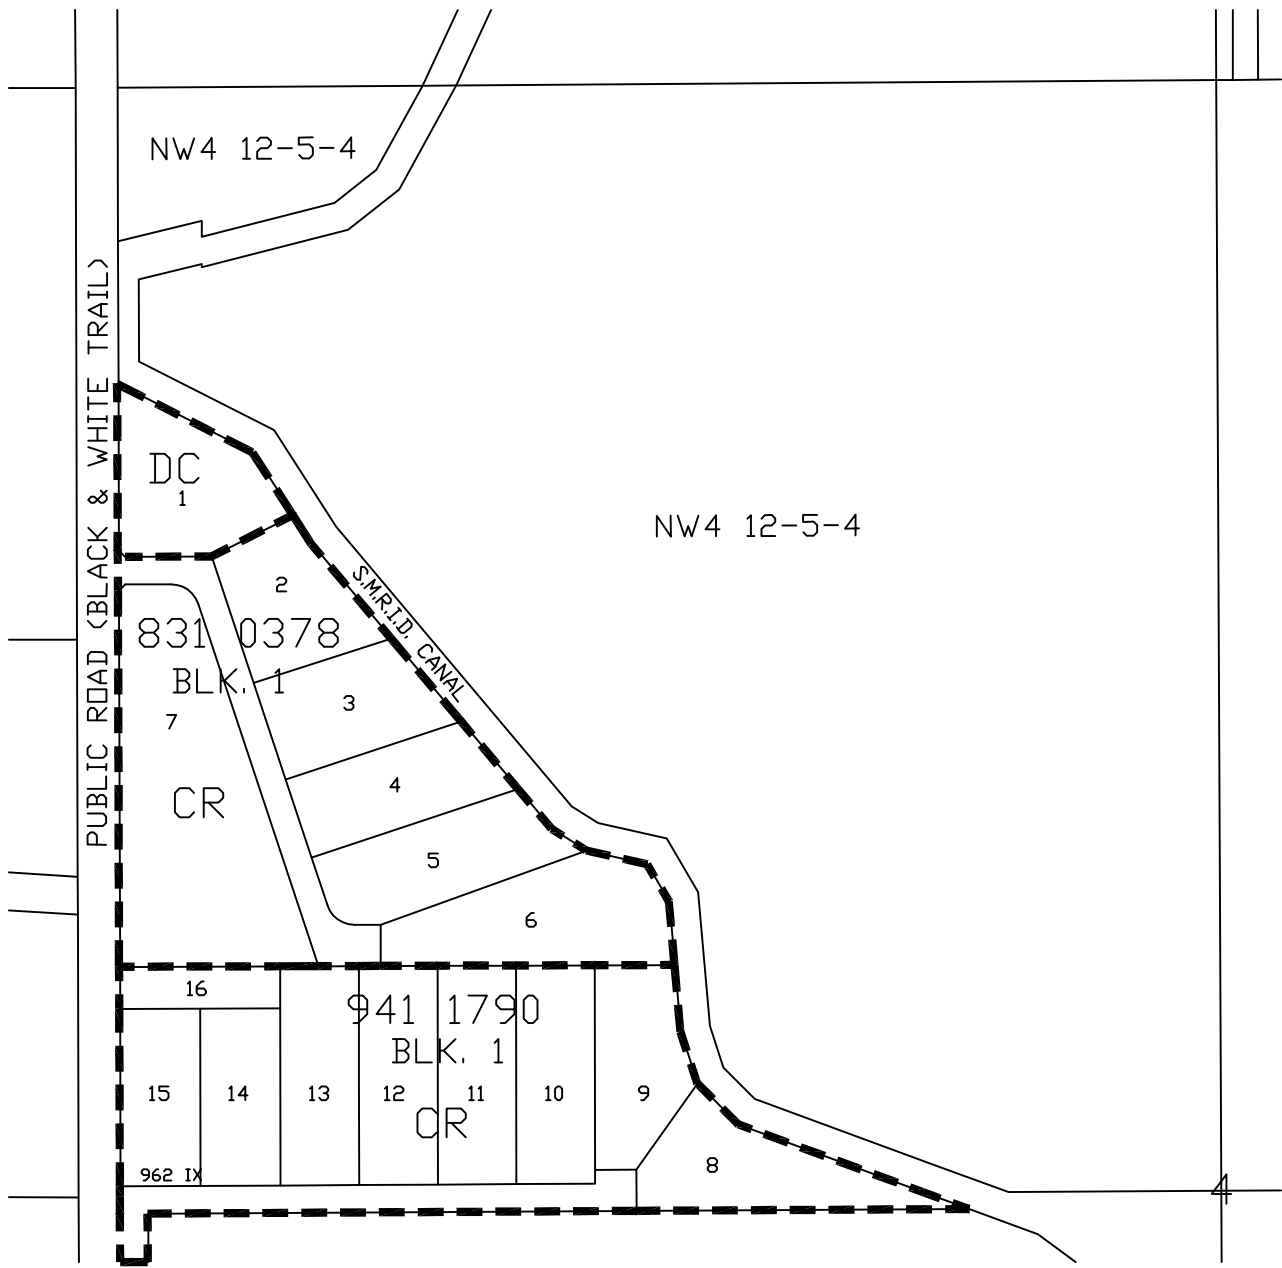 NW4 12-5-4
PUBLIC ROAD (BLACK & WHITE TRAIL)
DC
1
NW4 12-5-4
S.M.R.I.D. CANAL
2
831 0378
BLK. 1
3
7
4
CR
5
6
16
941 1790
BLK. 1
15
14
13
12
11
10
9
CR
8
962 IX
4